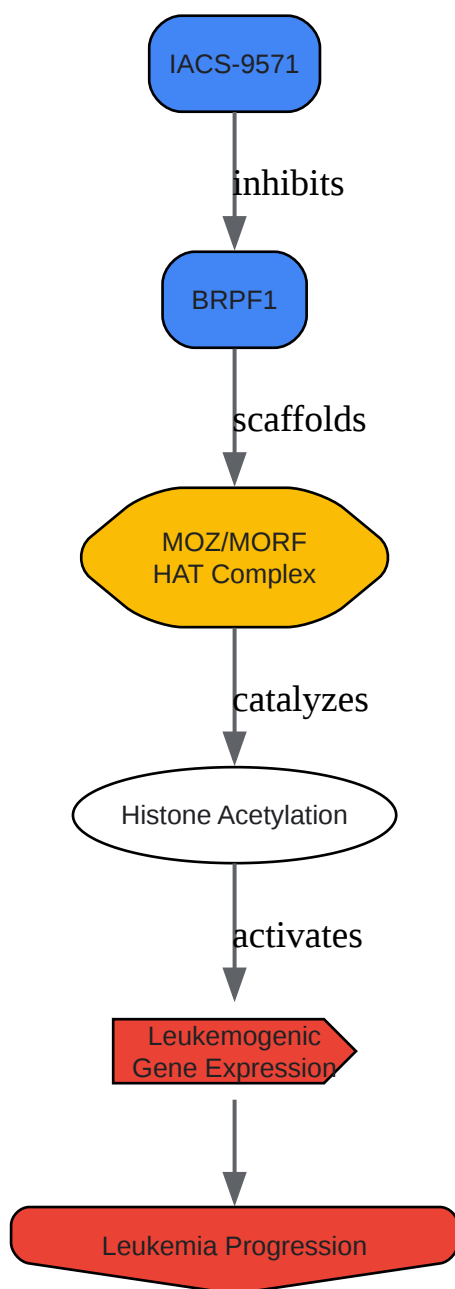 IACS-9571
inhibits
BRPF1
scaffolds
MOZ/MORF
HAT Complex
catalyzes
Histone Acetylation
activates
Leukemogenic
Gene Expression
Leukemia Progression